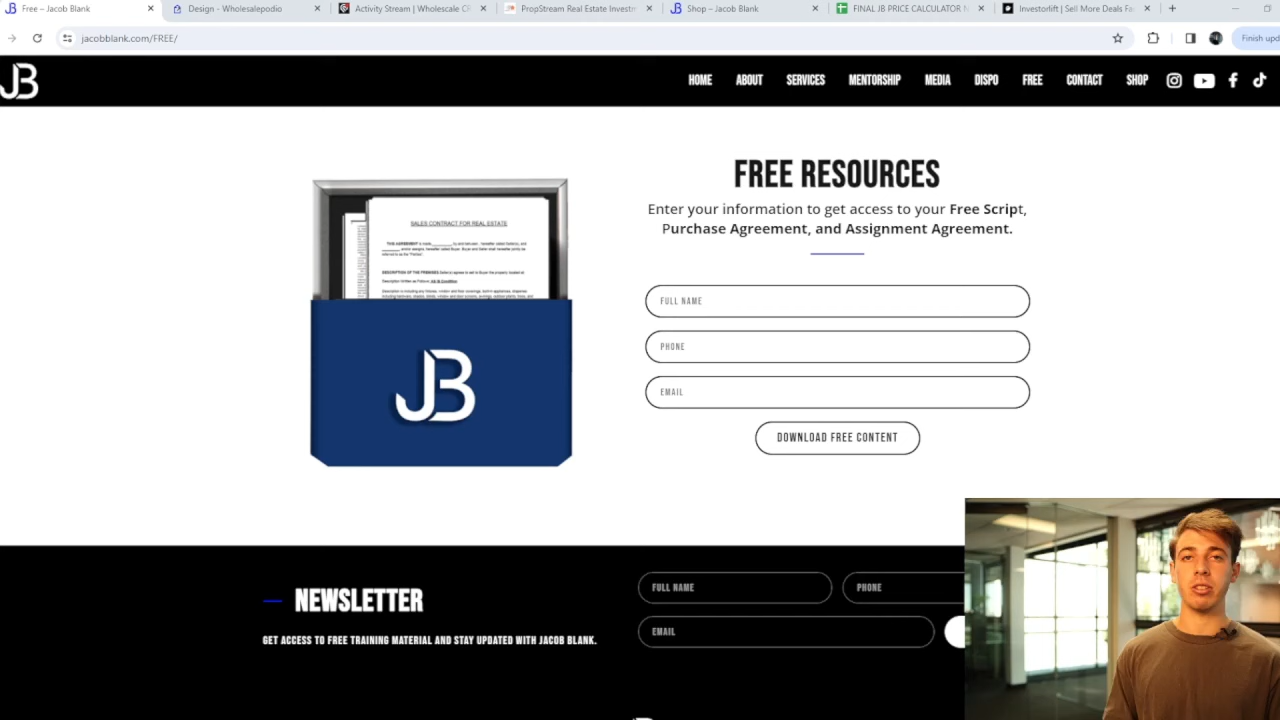 Free – Jacob Blank
Design - Wholesalepodio
Activity Stream | Wholesale CR
PropStream Real Estate Investm
Shop – Jacob Blank
FINAL JB PRICE CALCULATOR
Investorlift | Sell More Deals Fa
jacobblank.com/FREE/
Finish upd
JB
HOME
ABOUT
SERVICES
MENTORSHIP
MEDIA
DISPO
FREE
CONTACT
SHOP
SALES CONTRACT FOR REAL ESTATE
JB
FREE RESOURCES
Enter your information to get access to your Free Script,
Purchase Agreement, and Assignment Agreement.
FULL NAME
PHONE
EMAIL
DOWNLOAD FREE CONTENT
NEWSLETTER
GET ACCESS TO FREE TRAINING MATERIAL AND STAY UPDATED WITH JACOB BLANK.
FULL NAME
PHONE
EMAIL